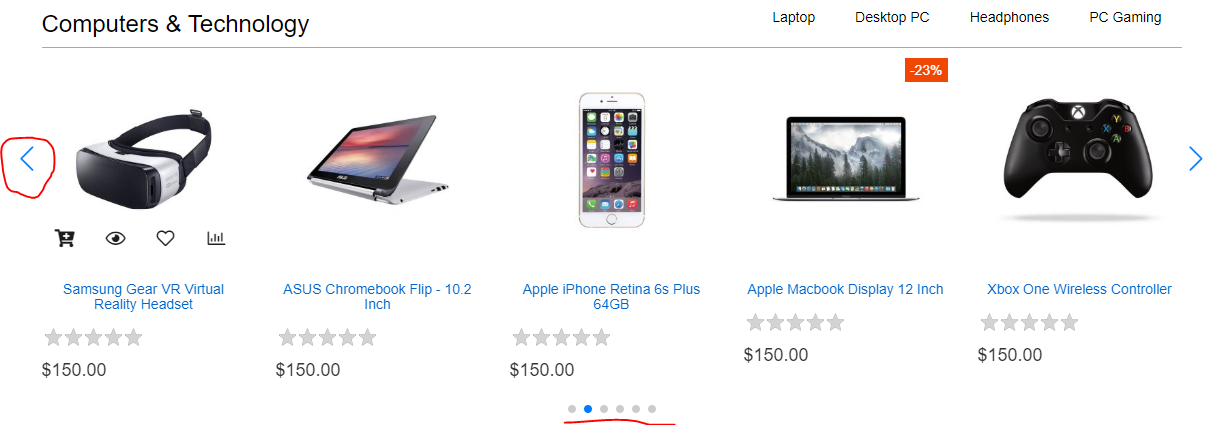 Computers & Technology
Laptop
Desktop PC
Headphones
PC Gaming
-23%
ASUS
Samsung Gear VR Virtual
Reality Headset
ASUS Chromebook Flip - 10.2
Inch
Apple iPhone Retina 6s Plus
64GB
Apple Macbook Display 12 Inch
Xbox One Wireless Controller
$150.00
$150.00
$150.00
$150.00
$150.00